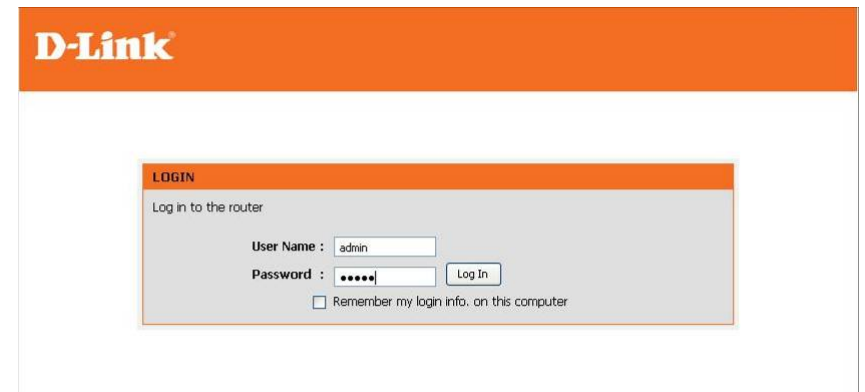 D-Link
LOGIN
Log in to the router
User Name : admin
Password : ●●●●● Log In
Remember my login info. on this computer